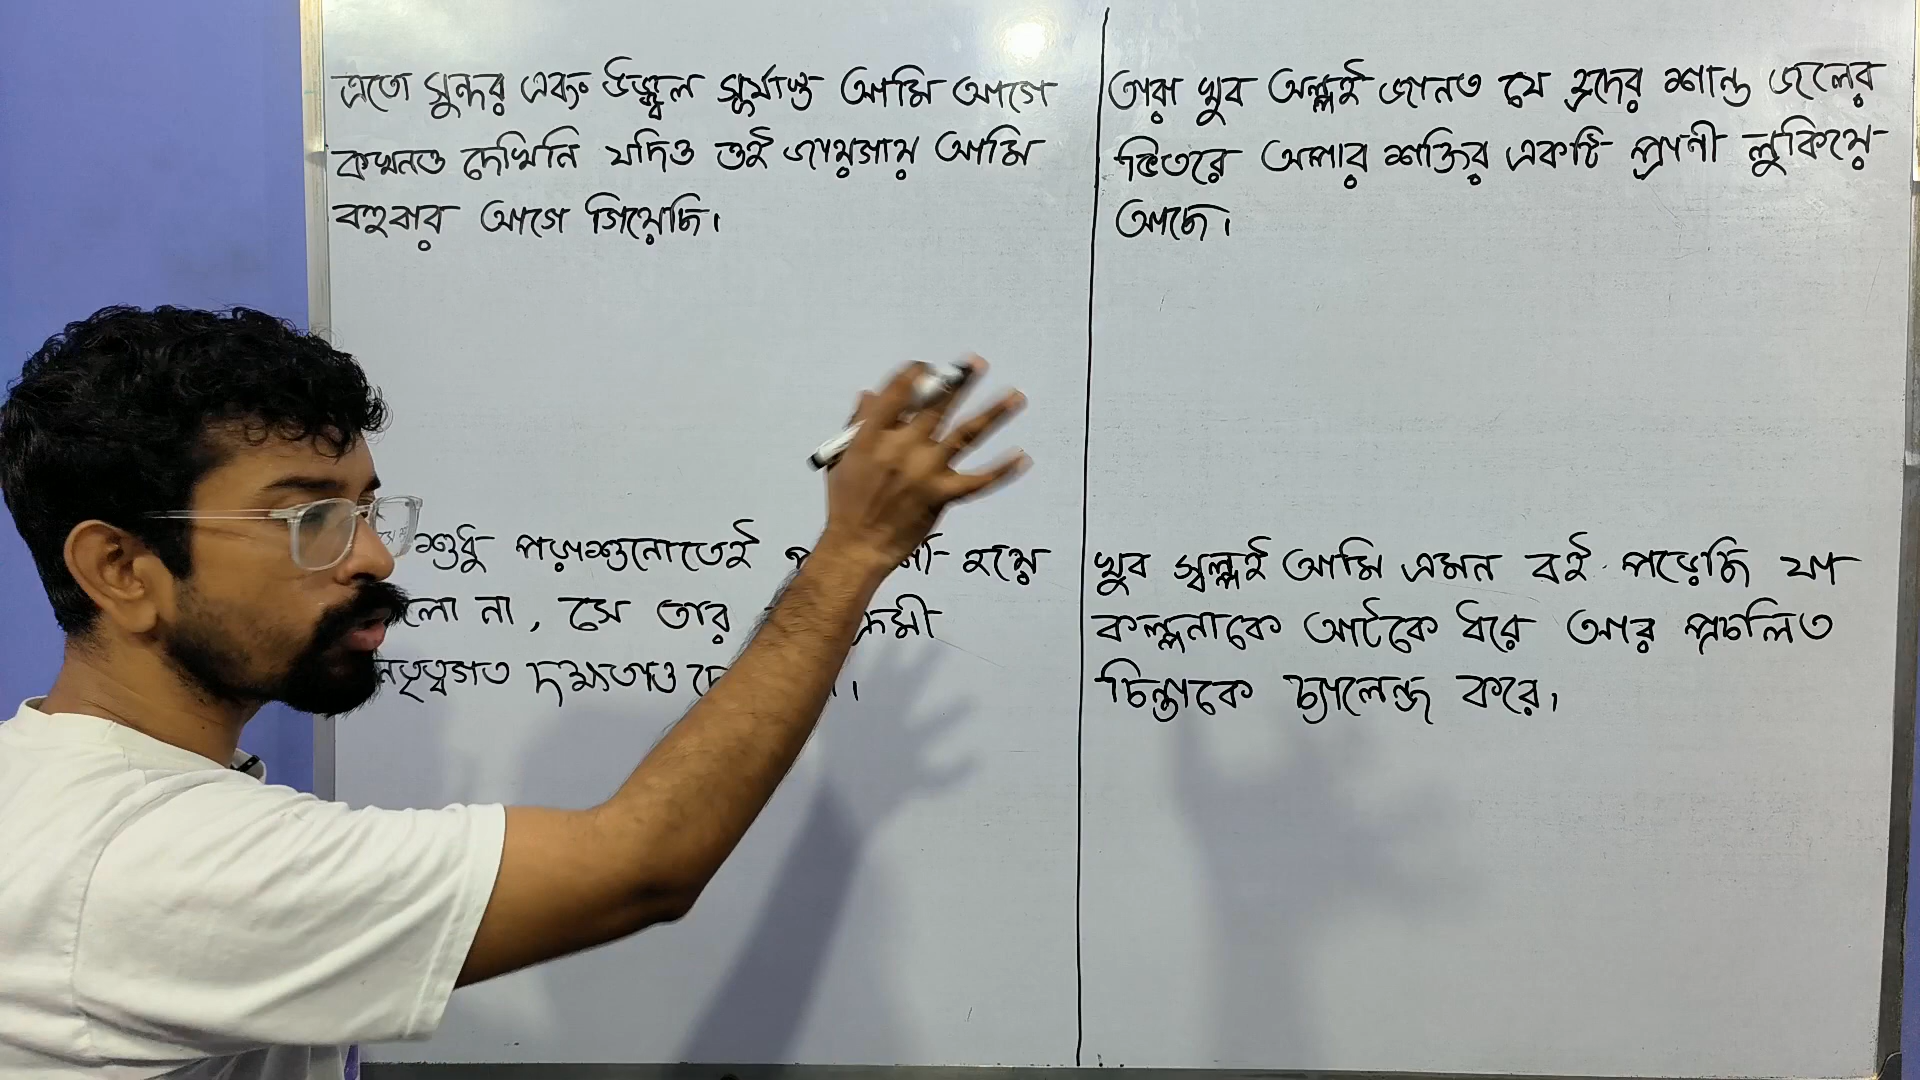 এতো সুন্দর এবং উজ্জ্বল সূর্যাস্ত আমি আগে
কখনও দেখিনি যদিও ওই জায়গায় আমি
বহুবার আগে গিয়েছি।
তারা খুব অল্পই জানত যে হ্রদের শান্ত জলের
ভিতরে অপার শক্তির একটি প্রাণী লুকিয়ে
আছে।
শুধু পড়াশুনোতেই হয়ে
না, সে তার
দক্ষতাও
খুব স্বল্পই আমি এমন বই পড়েছি যা
কল্পনাকে আটকে ধরে আর প্রচলিত
চিন্তাকে চ্যালেন্জ করে।